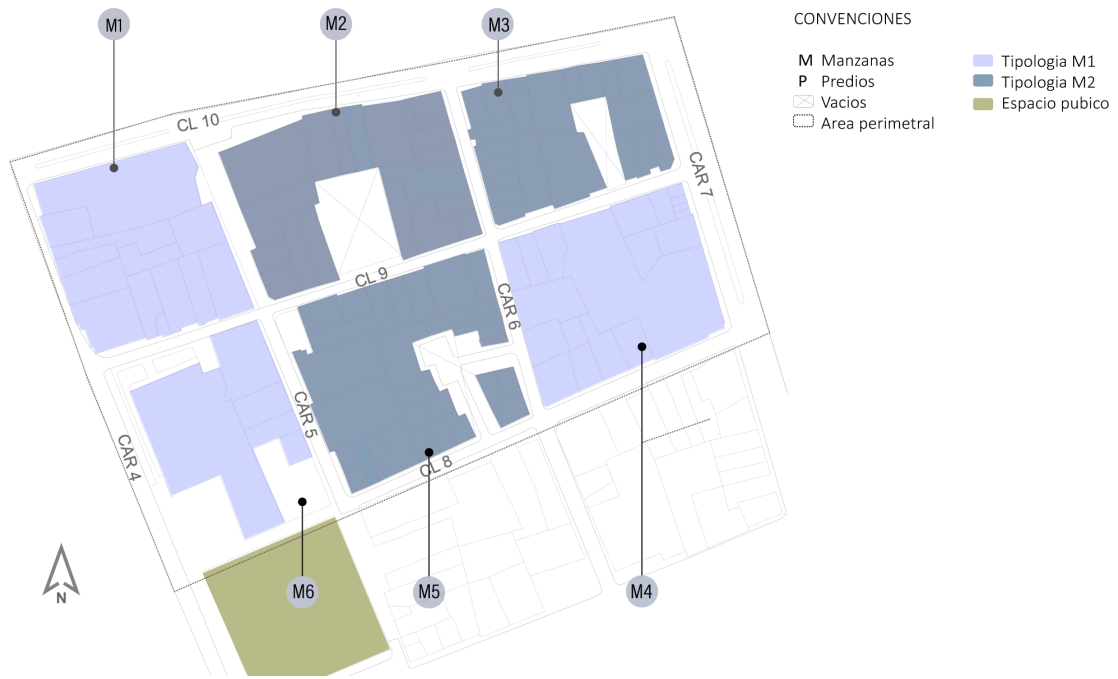 M1
M2
M3
CONVENCIONES
M Manzanas
P Predios
Vacios
Area perimetral
Tipologia M1
Tipologia M2
Espacio pubico
CL 10
CAR 7
CL 9
CAR 6
CAR 5
CAR 4
CL 8
N
M6
M5
M4